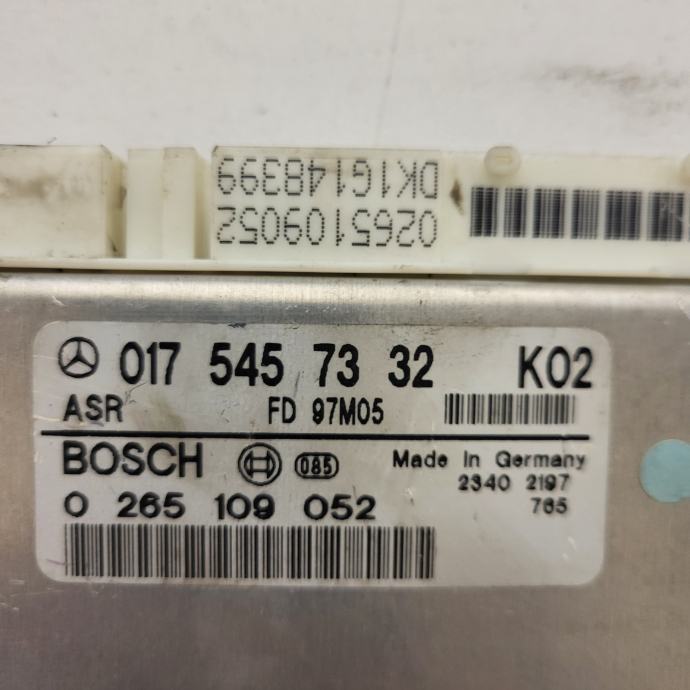 DK1G148399
0265109052
017 545 73 32 K02
ASR FD 97M05
BOSCH 085 Made In Germany
2340 2197
0 265 109 052 765